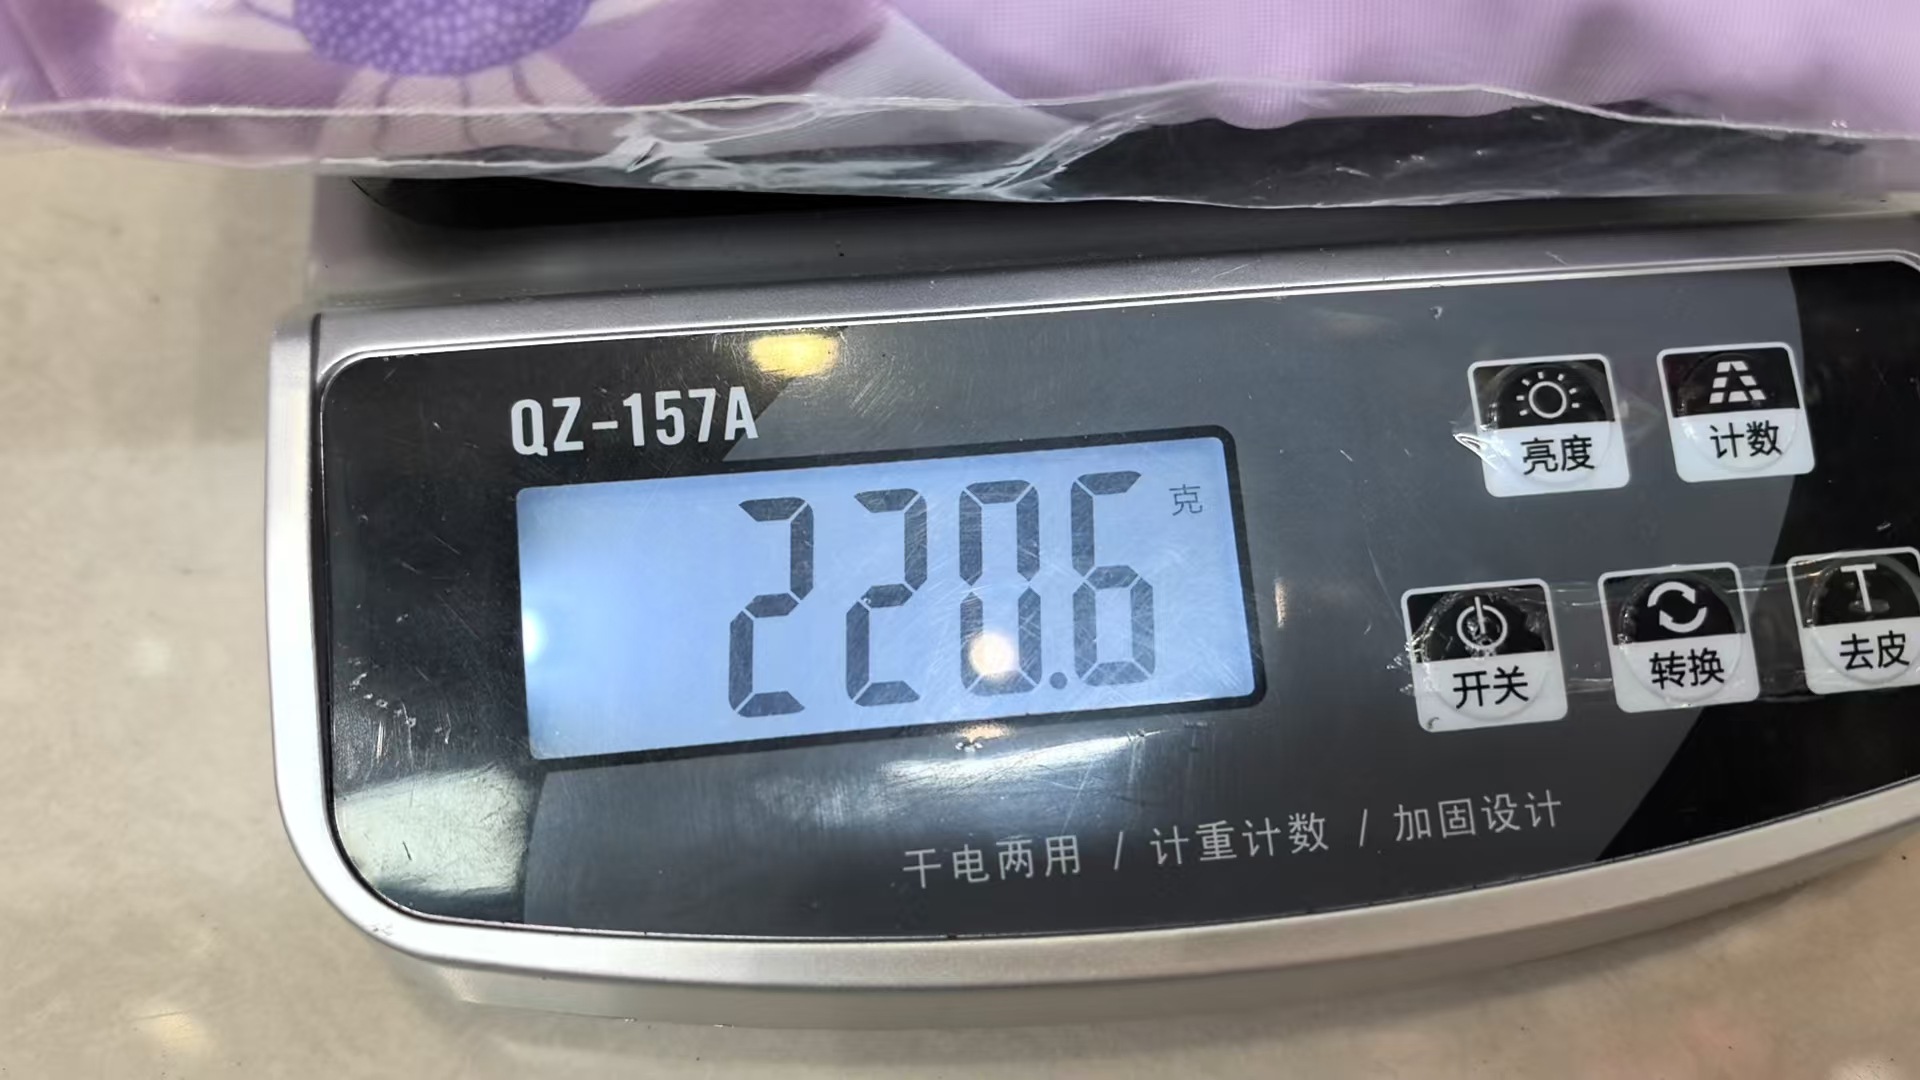 QZ-157A
220.6 克
亮度
计数
开关
转换
T
去皮
干电两用 / 计重计数 / 加固设计